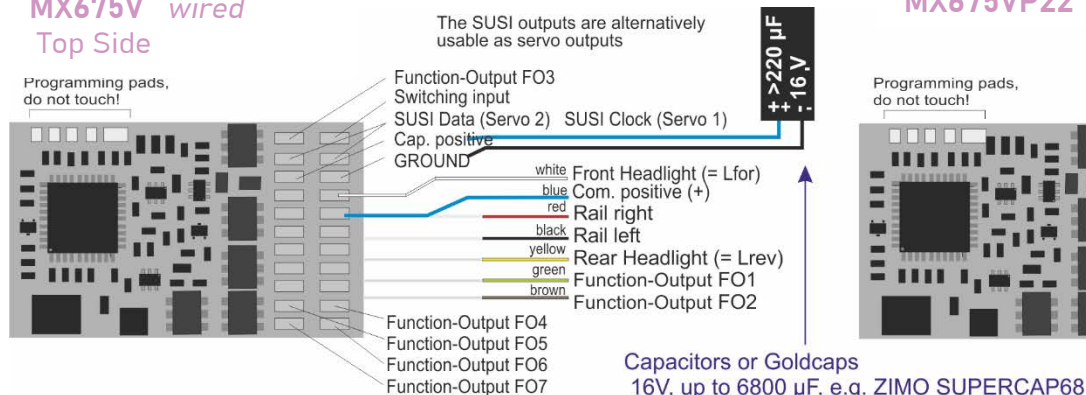 MX675V wired
Top Side
Programming pads,
do not touch!
The SUSI outputs are alternatively
usable as servo outputs
Function-Output FO3
Switching input
SUSI Data (Servo 2) SUSI Clock (Servo 1)
Cap. positive
GROUND
++ >220 µF
- 16 V
white Front Headlight (= Lfor)
blue Com. positive (+)
red Rail right
black Rail left
yellow Rear Headlight (= Lrev)
green Function-Output FO1
brown Function-Output FO2
Function-Output FO4
Function-Output FO5
Function-Output FO6
Function-Output FO7
Capacitors or Goldcaps
16V, up to 6800 µF, e.g. ZIMO SUPERCAP68
MX675VP22
Programming pads,
do not touch!